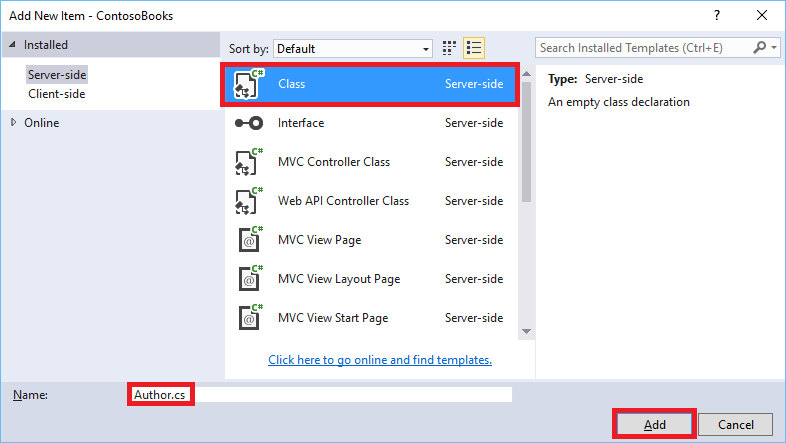 Add New Item - ContosoBooks
? X
Installed
Server-side
Client-side
Online
Sort by: Default
Search Installed Templates (Ctrl+E)
C# Class Server-side
Interface Server-side
C# MVC Controller Class Server-side
C# Web API Controller Class Server-side
C# @ MVC View Page Server-side
C# @ MVC View Layout Page Server-side
C# @ MVC View Start Page Server-side
Click here to go online and find templates.
Type: Server-side
An empty class declaration
Name: Author.cs
Add Cancel